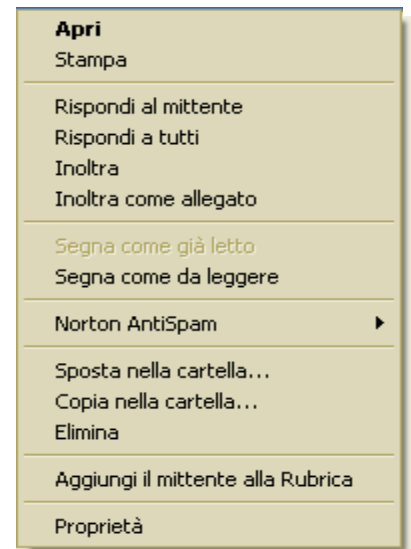 Apri
Stampa
Rispondi al mittente
Rispondi a tutti
Inoltra
Inoltra come allegato
Segna come già letto
Segna come da leggere
Norton AntiSpam
Sposta nella cartella...
Copia nella cartella...
Elimina
Aggiungi il mittente alla Rubrica
Proprietà